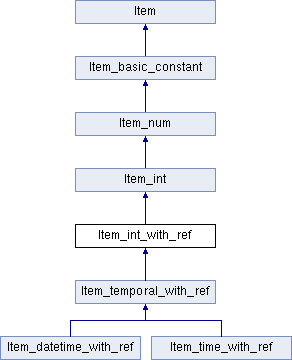 Item
Item_basic_constant
Item_num
Item_int
Item_int_with_ref
Item_temporal_with_ref
Item_datetime_with_ref
Item_time_with_ref